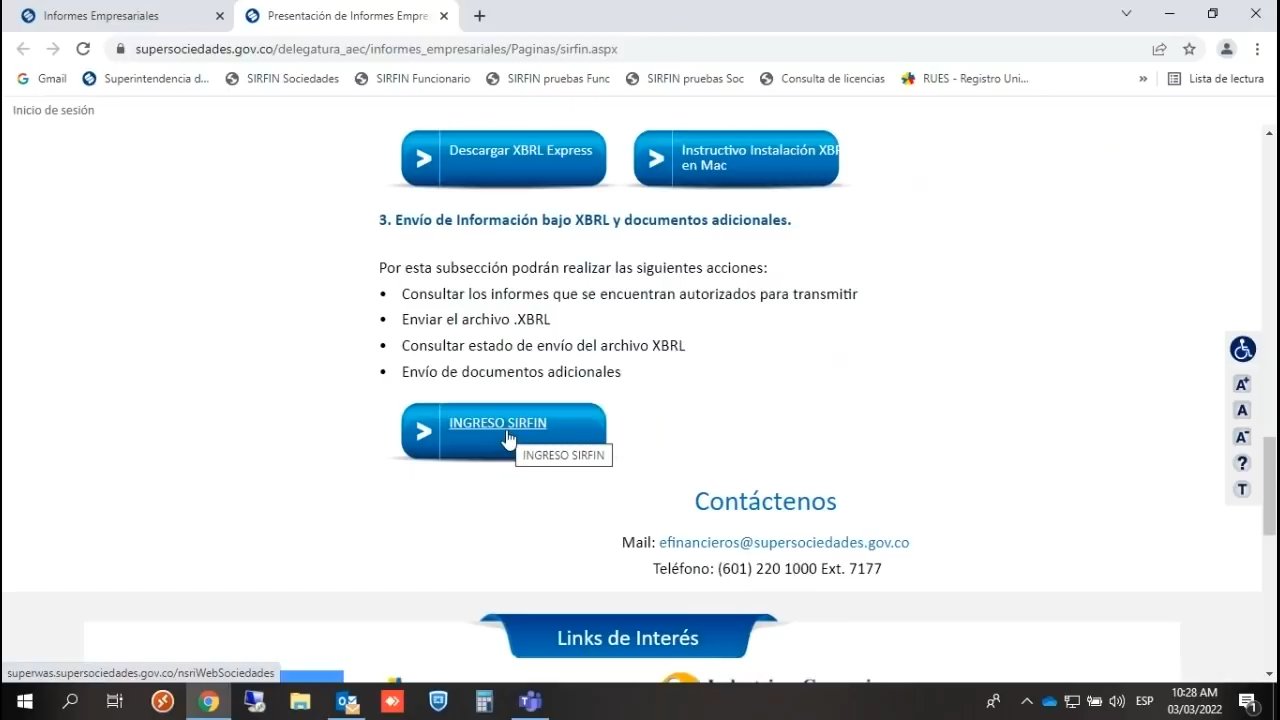 Informes Empresariales
Presentación de Informes Empre
supersociedades.gov.co/delegatura_aec/informes_empresariales/Paginas/sirfin.aspx
Gmail
Superintendencia d...
SIRFIN Sociedades
SIRFIN Funcionario
SIRFIN pruebas Func
SIRFIN pruebas Soc
Consulta de licencias
RUES - Registro Uni...
»
Lista de lectura
Inicio de sesión
Descargar XBRL Express
Instructivo Instalación XBR
en Mac
3. Envío de Información bajo XBRL y documentos adicionales.
Por esta subsección podrán realizar las siguientes acciones:
• Consultar los informes que se encuentran autorizados para transmitir
• Enviar el archivo .XBRL
• Consultar estado de envío del archivo XBRL
• Envío de documentos adicionales
INGRESO SIRFIN
INGRESO SIRFIN
A+
A
A-
?
T
Contáctenos
Mail: efinancieros@supersociedades.gov.co
Teléfono: (601) 220 1000 Ext. 7177
Links de Interés
superwas.supersociedades.gov.co/nsriWebSociedades
ESP
10:28 AM
03/03/2022